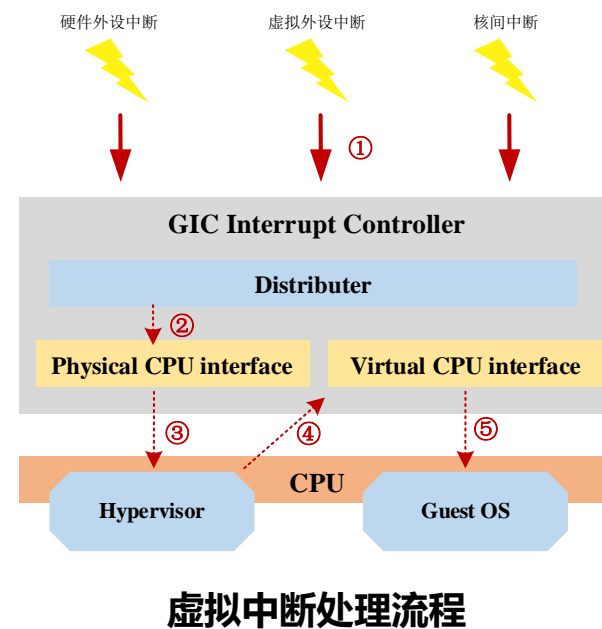 硬件外设中断 虚拟外设中断 核间中断
①
GIC Interrupt Controller
Distributer
②
Physical CPU interface Virtual CPU interface
③ ④ ⑤
CPU
Hypervisor Guest OS
虚拟中断处理流程